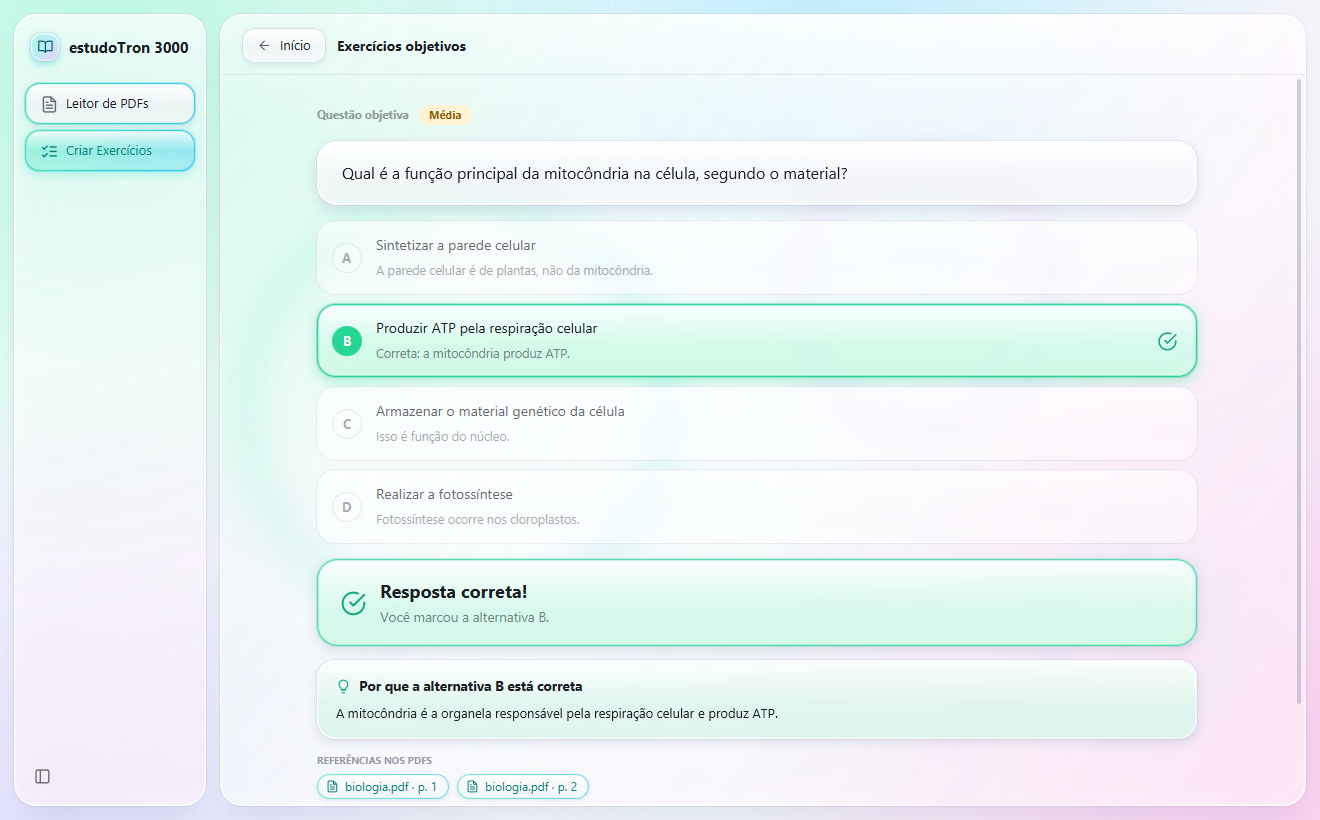 estudoTron 3000
Leitor de PDFs
Criar Exercícios
Início
Exercícios objetivos
Questão objetiva
Média
Qual é a função principal da mitocôndria na célula, segundo o material?
A
Sintetizar a parede celular
A parede celular é de plantas, não da mitocôndria.
B
Produzir ATP pela respiração celular
Correta: a mitocôndria produz ATP.
C
Armazenar o material genético da célula
Isso é função do núcleo.
D
Realizar a fotossíntese
Fotossíntese ocorre nos cloroplastos.
Resposta correta!
Você marcou a alternativa B.
Por que a alternativa B está correta
A mitocôndria é a organela responsável pela respiração celular e produz ATP.
REFERÊNCIAS NOS PDFS
biologia.pdf · p. 1
biologia.pdf · p. 2